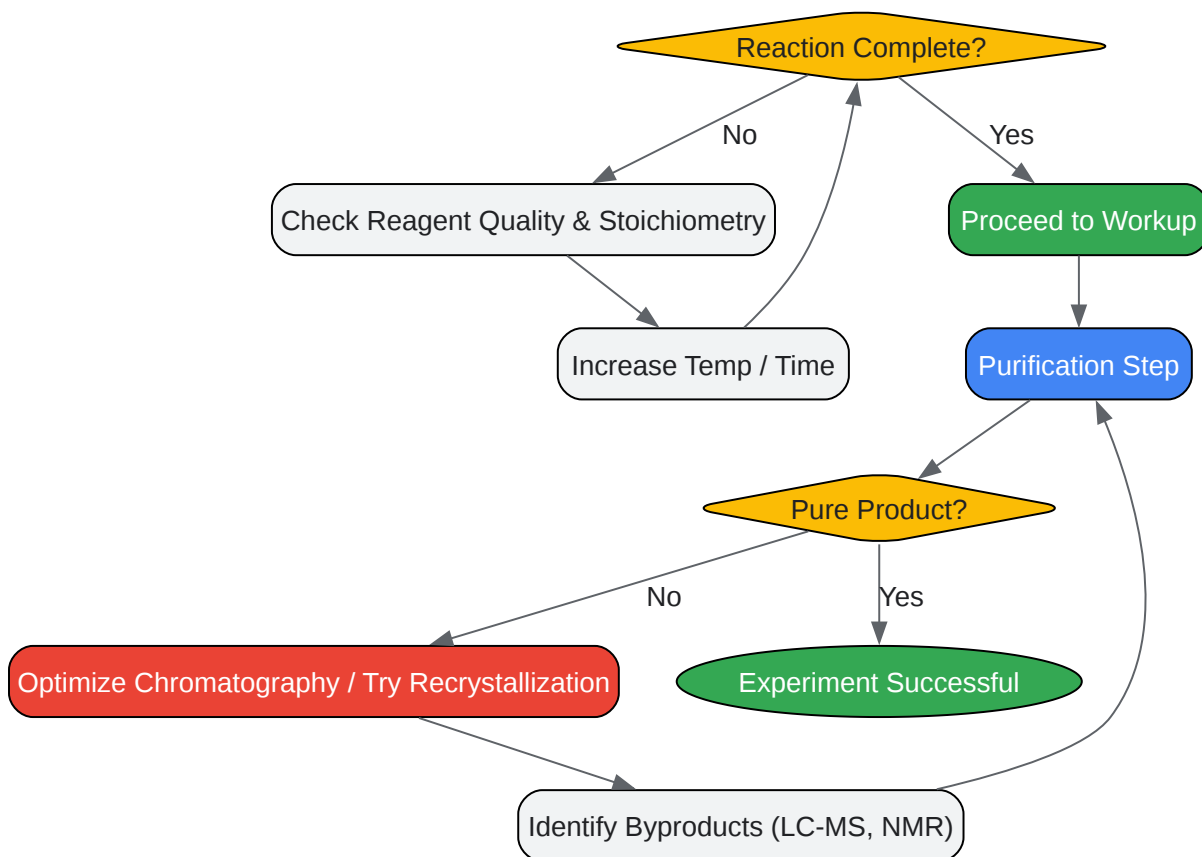 Reaction Complete?
No
Yes
Check Reagent Quality & Stoichiometry
Proceed to Workup
Increase Temp / Time
Purification Step
Pure Product?
No
Yes
Optimize Chromatography / Try Recrystallization
Experiment Successful
Identify Byproducts (LC-MS, NMR)